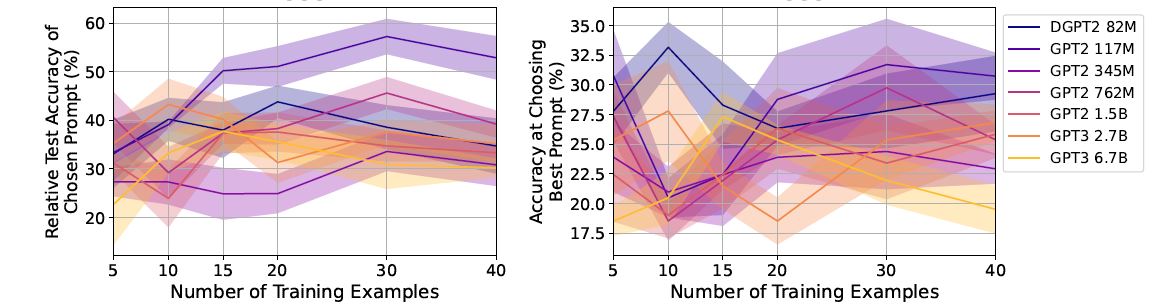 Relative Test Accuracy of
Chosen Prompt (%)
60
50
40
30
20
5 10 15 20 30 40
Number of Training Examples
Accuracy at Choosing
Best Prompt (%)
35.0
32.5
30.0
27.5
25.0
22.5
20.0
17.5
5 10 15 20 30 40
Number of Training Examples
DGPT2 82M
GPT2 117M
GPT2 345M
GPT2 762M
GPT2 1.5B
GPT3 2.7B
GPT3 6.7B